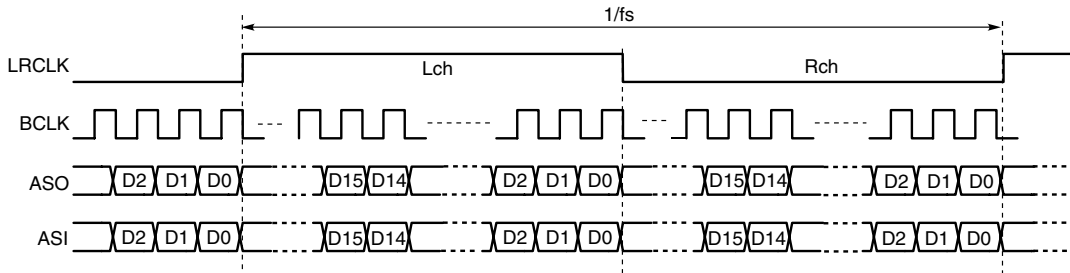 1/fs
LRCLK Lch Rch
BCLK
ASO D2 D1 D0 D15 D14 D2 D1 D0 D15 D14 D2 D1 D0
ASI D2 D1 D0 D15 D14 D2 D1 D0 D15 D14 D2 D1 D0